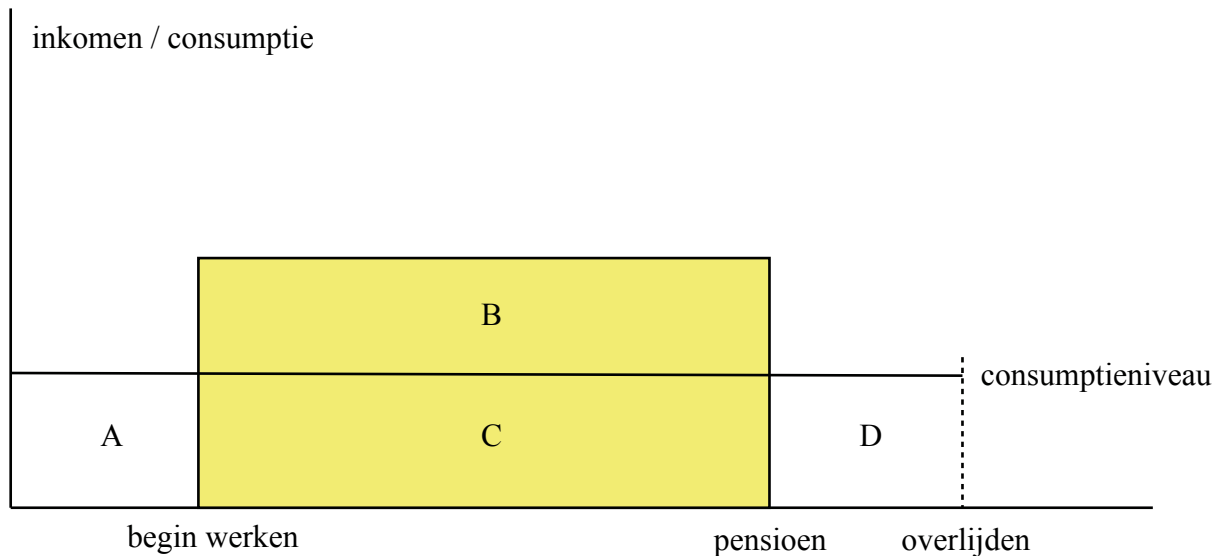 inkomen / consumptie
B
consumptieniveau
A
C
D
begin werken
pensioen
overlijden